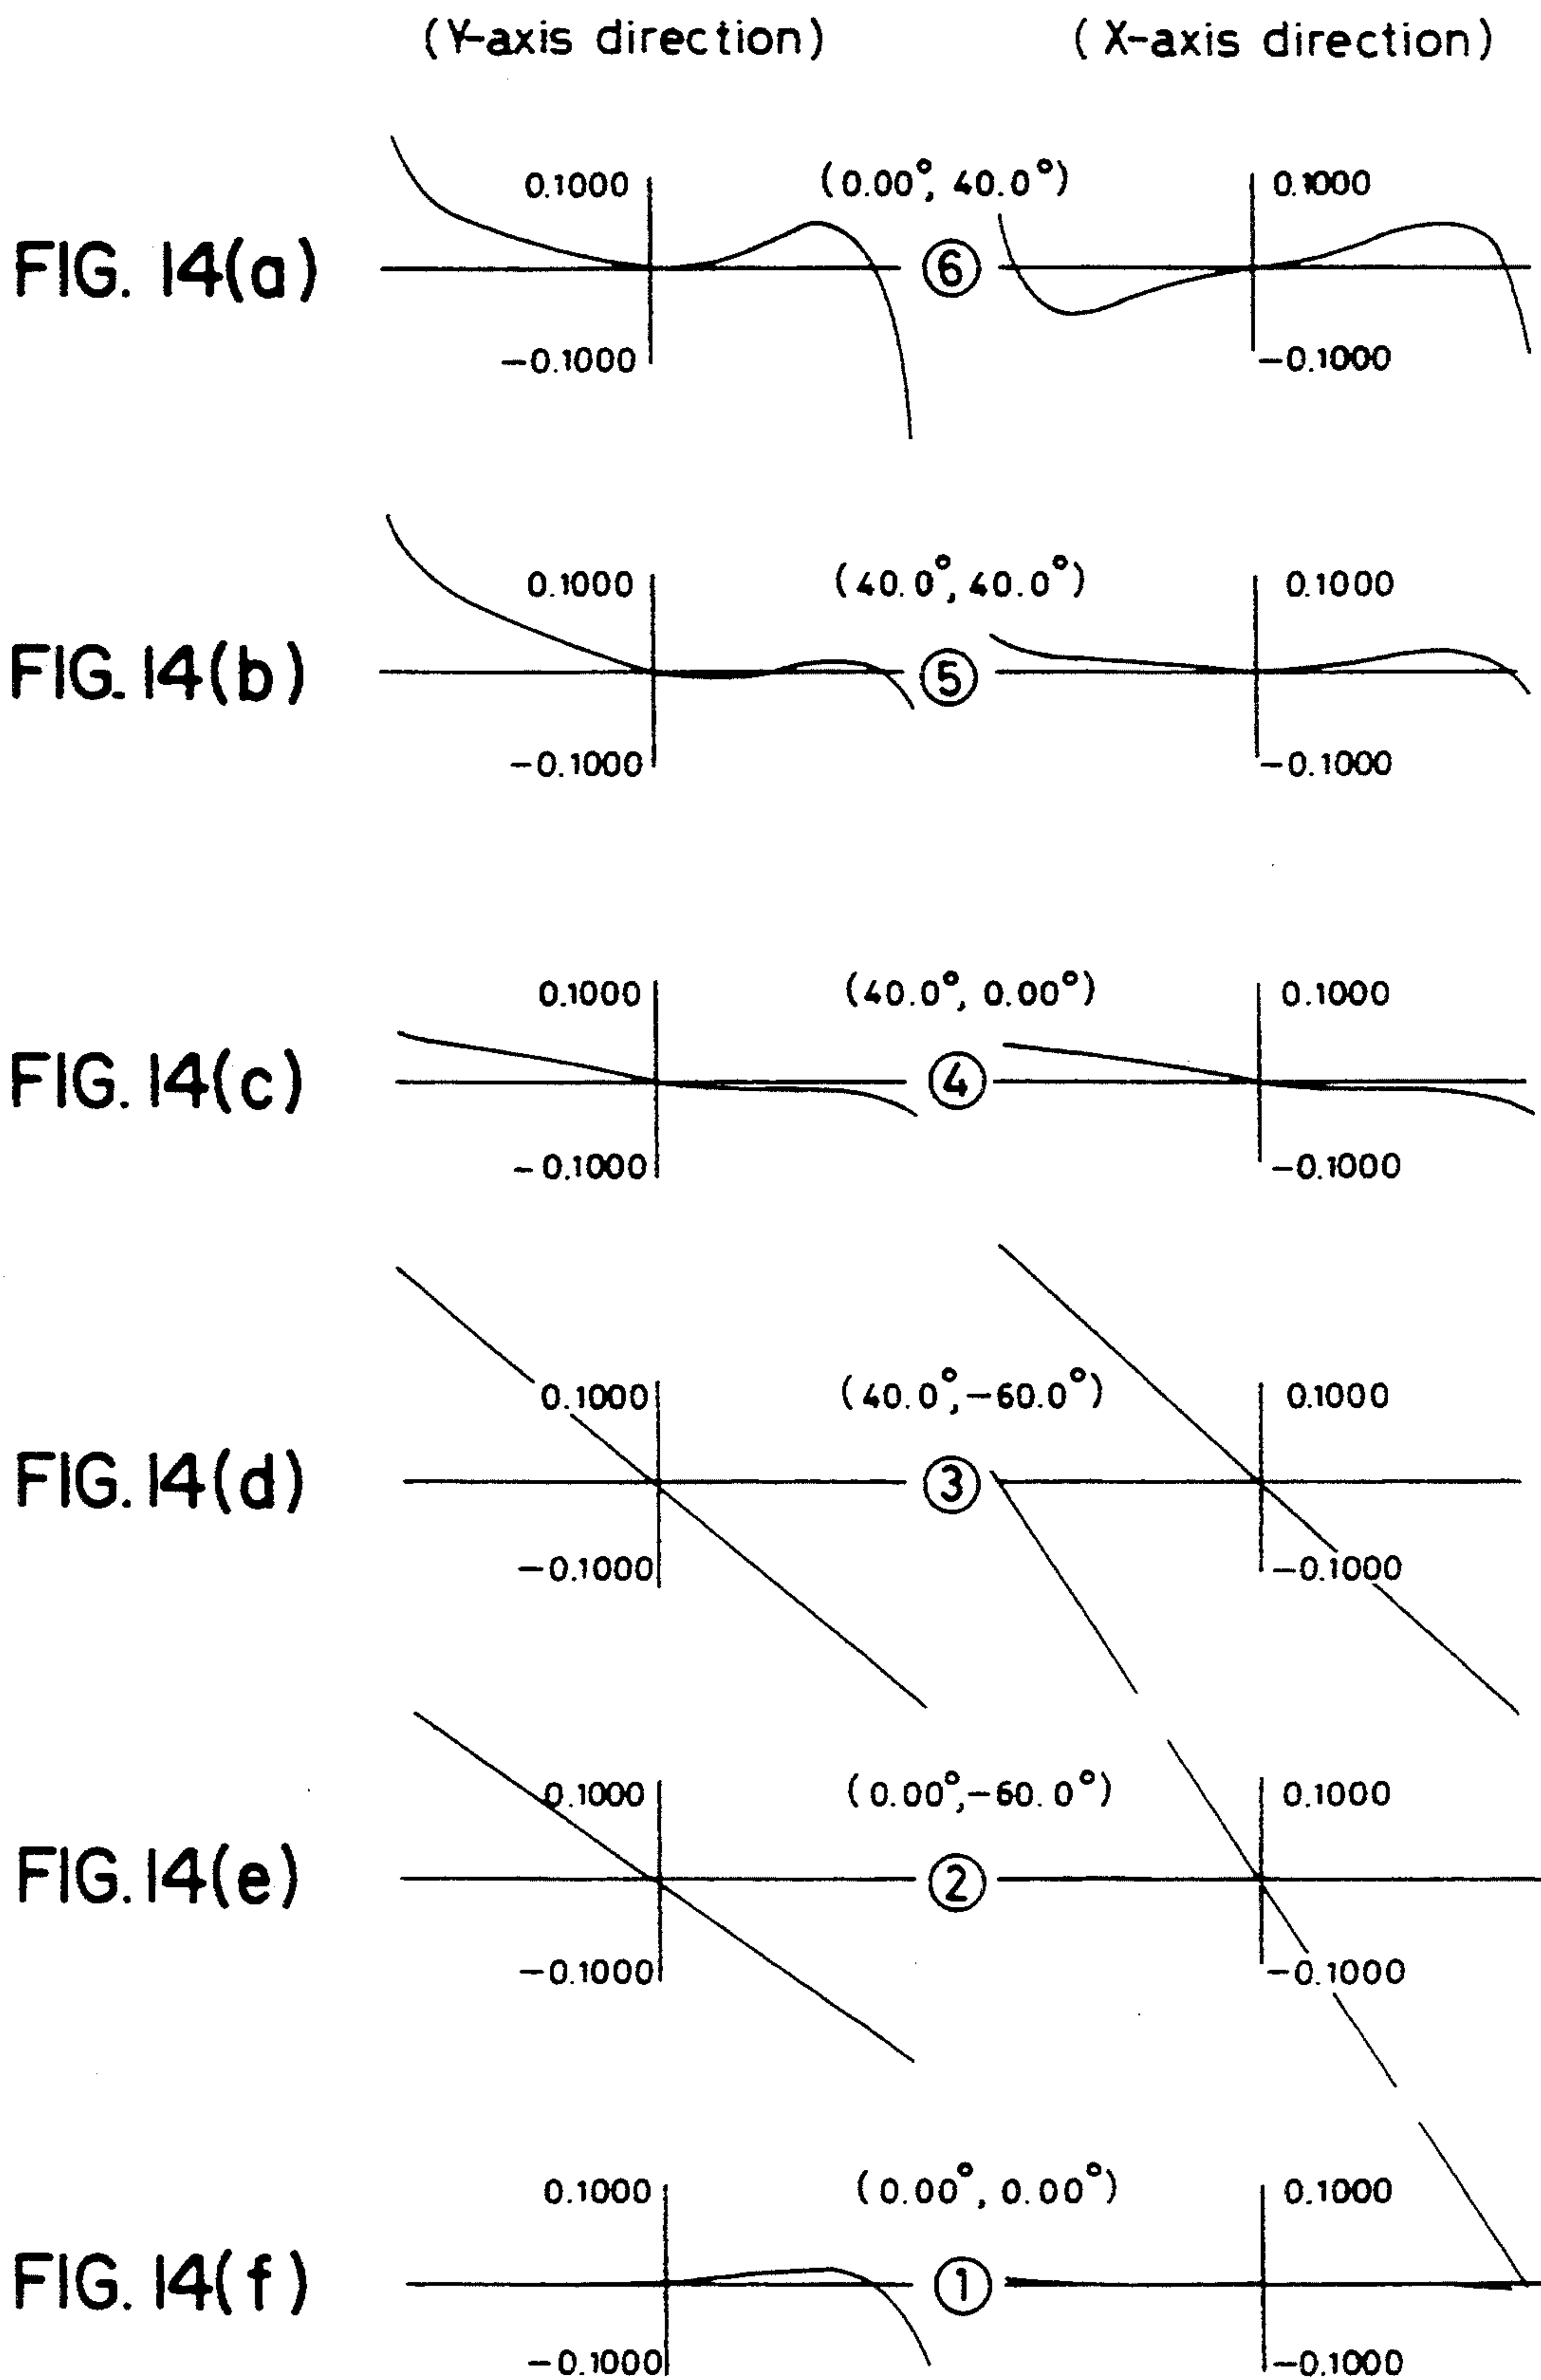 (Y-axis direction) (X-axis direction)
0.1000 (0.00°, 40.0°) 0.1000
FIG. 14(a) ⑥
-0.1000 -0.1000
0.1000 (40.0°, 40.0°) 0.1000
FIG. 14(b) ⑤
-0.1000 -0.1000
0.1000 (40.0°, 0.00°) 0.1000
FIG. 14(c) ④
-0.1000 -0.1000
0.1000 (40.0°, -60.0°) 0.1000
FIG. 14(d) ③
-0.1000 -0.1000
0.1000 (0.00°, -60.0°) 0.1000
FIG. 14(e) ②
-0.1000 -0.1000
0.1000 (0.00°, 0.00°) 0.1000
FIG. 14(f) ①
-0.1000 -0.1000